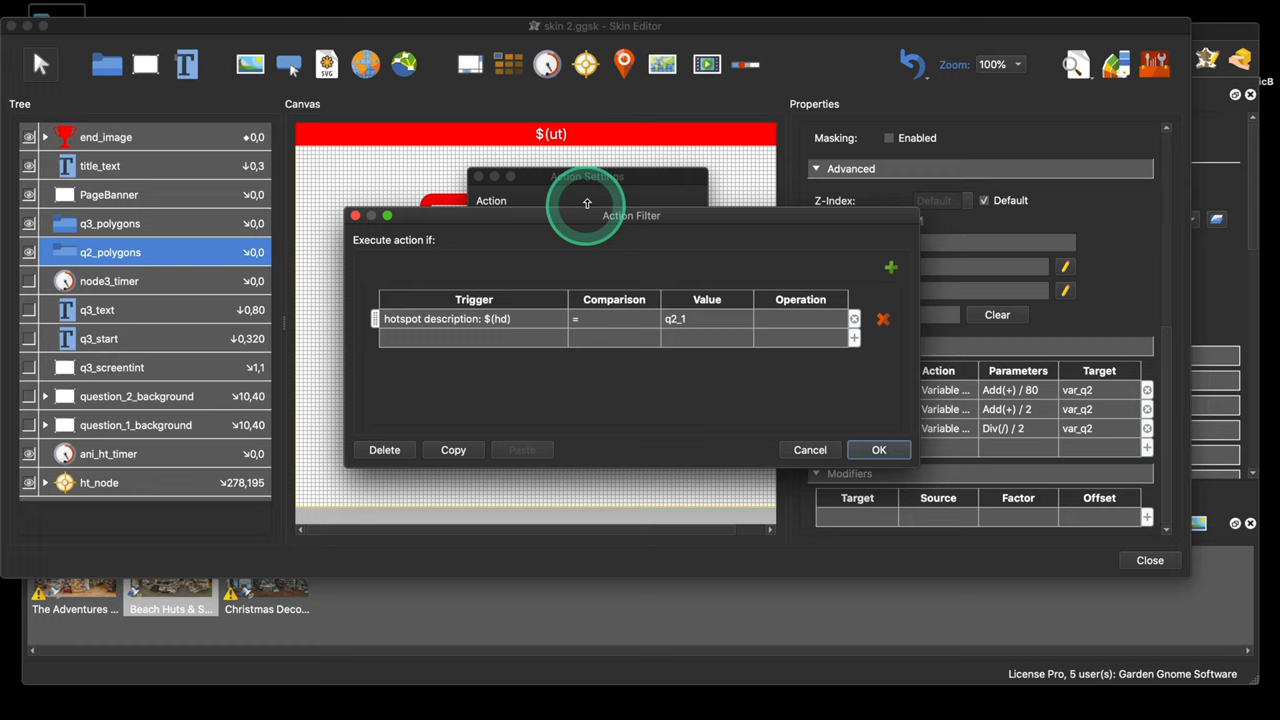 skin 2.ggsk - Skin Editor
T
SVG
Zoom: 100%
Tree
Canvas
Properties
end_image 0,0
title_text 0,3
PageBanner 0,0
q3_polygons 0,0
q2_polygons 0,0
node3_timer 0,0
q3_text 0,80
q3_start 0,320
q3_screentint 1,1
question_2_background 10,40
question_1_background 10,40
ani_ht_timer 0,0
ht_node 278,195
$(ut)
Action Settings
Action
Action Filter
Execute action if:
Trigger Comparison Value Operation
hotspot description: $(hd) = q2_1
Delete Copy Paste Cancel OK
Masking: Enabled
Advanced
Z-Index: Default Default
Clear
Action Parameters Target
Variable ... Add(+) / 80 var_q2
Variable ... Add(+) / 2 var_q2
Variable ... Div(/) / 2 var_q2
Modifiers
Target Source Factor Offset
Close
The Adventures ... Beach Huts & S... Christmas Deco...
License Pro, 5 user(s): Garden Gnome Software